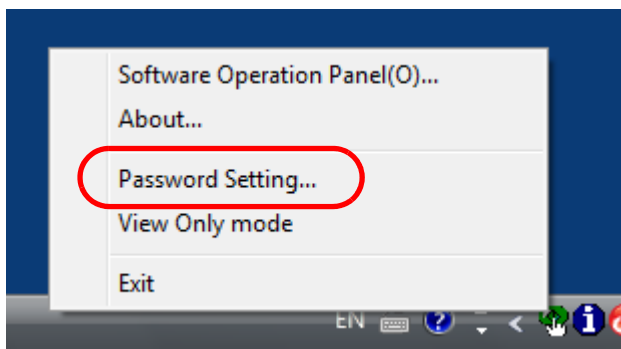 Software Operation Panel(O)...
About...
Password Setting...
View Only mode
Exit
EN